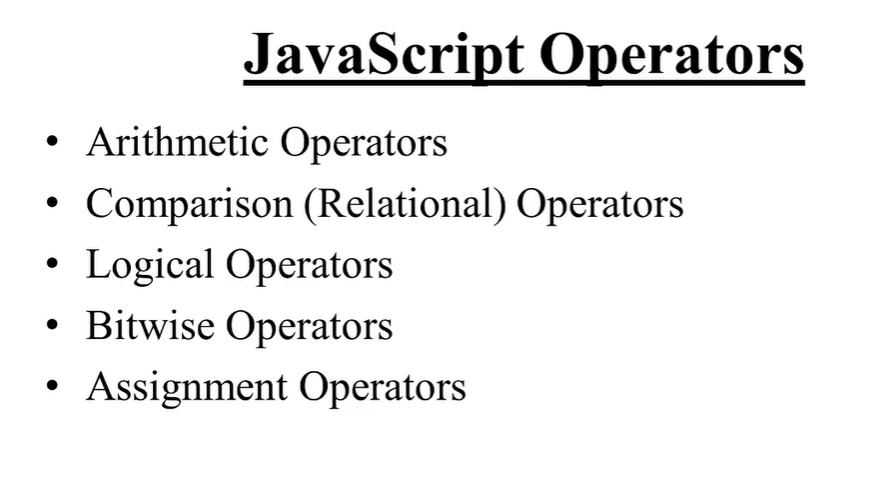 JavaScript Operators
• Arithmetic Operators
• Comparison (Relational) Operators
• Logical Operators
• Bitwise Operators
• Assignment Operators